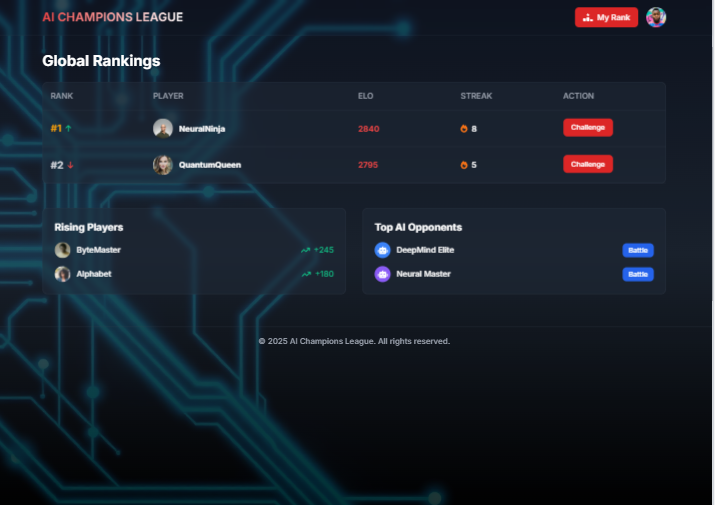 AI CHAMPIONS LEAGUE
My Rank
Global Rankings
RANK PLAYER ELO STREAK ACTION
#1 ↑ NeuralNinja 2840 8 Challenge
#2 ↓ QuantumQueen 2795 5 Challenge
Rising Players
ByteMaster +245
Alphabet +180
Top AI Opponents
DeepMind Elite Battle
Neural Master Battle
© 2025 AI Champions League. All rights reserved.